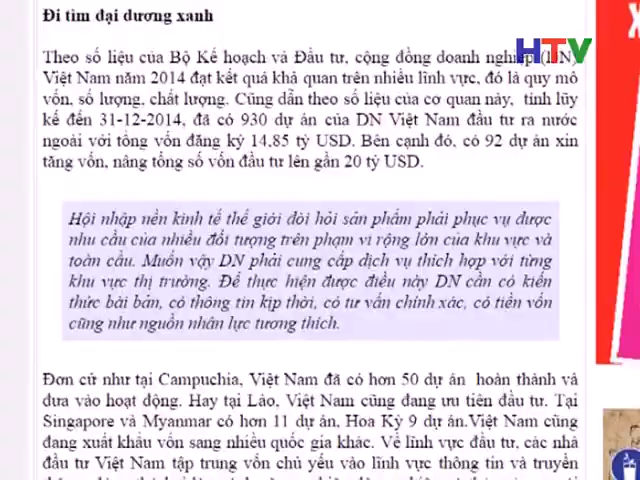 Đi tìm đại dương xanh
HTV
Theo số liệu của Bộ Kế hoạch và Đầu tư, cộng đồng doanh nghiệp (DN)
Việt Nam năm 2014 đạt kết quả khả quan trên nhiều lĩnh vực, đó là quy mô
vốn, số lượng, chất lượng. Cũng dẫn theo số liệu của cơ quan này, tính lũy
kế đến 31-12-2014, đã có 930 dự án của DN Việt Nam đầu tư ra nước
ngoài với tổng vốn đăng ký 14,85 tỷ USD. Bên cạnh đó, có 92 dự án xin
tăng vốn, nâng tổng số vốn đầu tư lên gần 20 tỷ USD.
Hội nhập nền kinh tế thế giới đòi hỏi sản phẩm phải phục vụ được
nhu cầu của nhiều đối tượng trên phạm vi rộng lớn của khu vực và
toàn cầu. Muốn vậy DN phải cung cấp dịch vụ thích hợp với từng
khu vực thị trường. Để thực hiện được điều này DN cần có kiến
thức bài bản, có thông tin kịp thời, có tư vấn chính xác, có tiền vốn
cũng như nguồn nhân lực tương thích.
Đơn cử như tại Campuchia, Việt Nam đã có hơn 50 dự án hoàn thành và
đưa vào hoạt động. Hay tại Lào, Việt Nam cũng đang ưu tiên đầu tư. Tại
Singapore và Myanmar có hơn 11 dự án, Hoa Kỳ 9 dự án.Việt Nam cũng
đang xuất khẩu vốn sang nhiều quốc gia khác. Về lĩnh vực đầu tư, các nhà
đầu tư Việt Nam tập trung vốn chủ yếu vào lĩnh vực thông tin và truyền